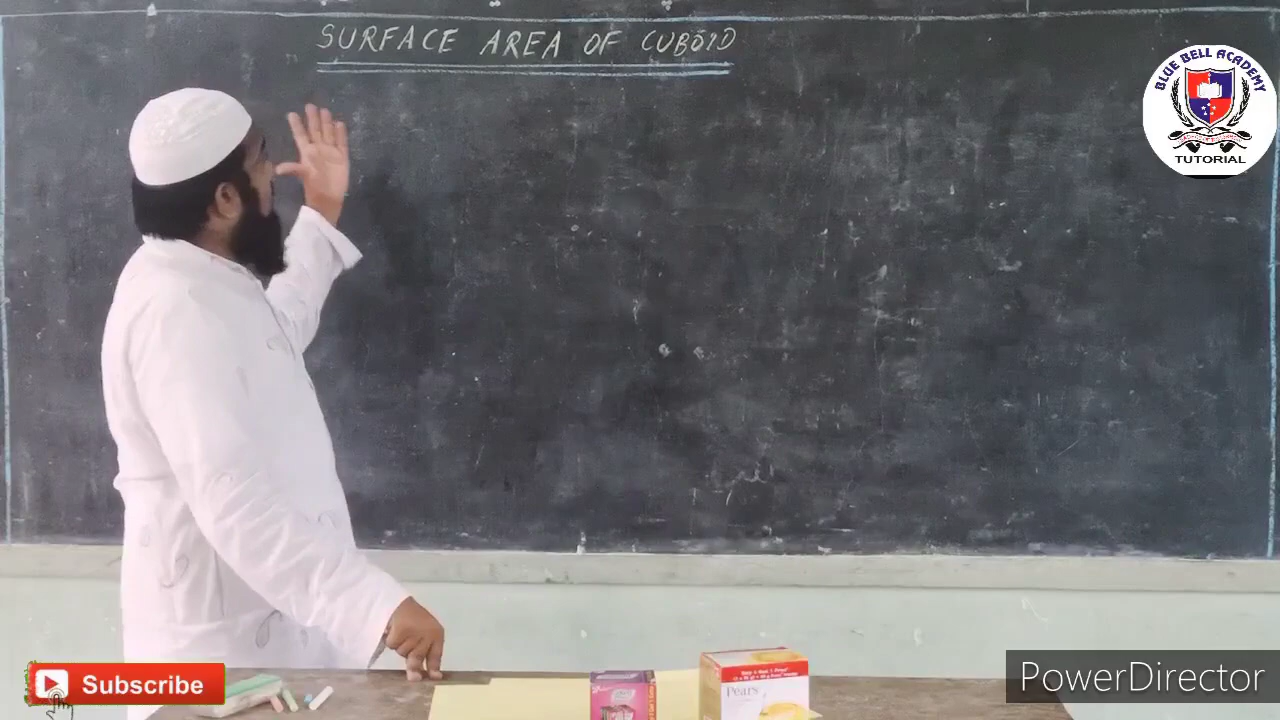 SURFACE AREA OF CUBOID
BLUE BELL ACADEMY
TUTORIAL
Subscribe
Pears
PowerDirector